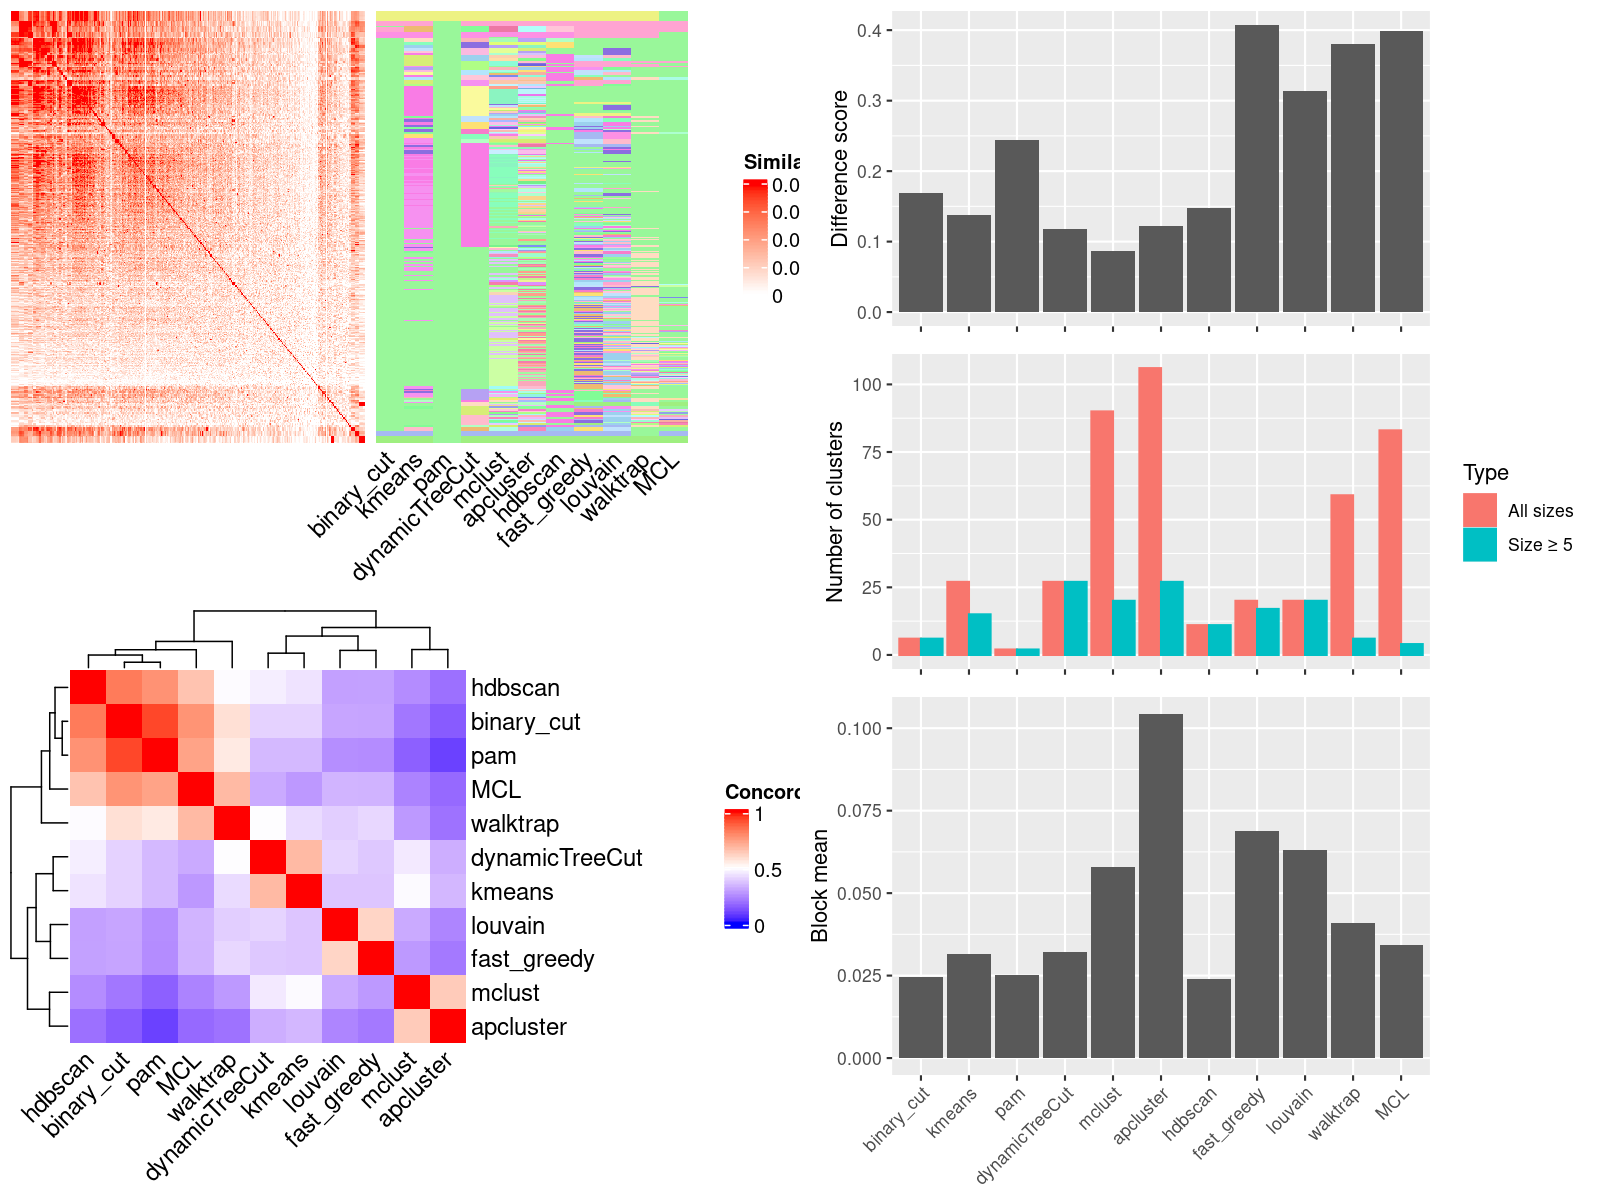 Simila
0.0
0.0
0.0
0.0
0
binary_cut
kmeans
pam
dynamicTreeCut
mclust
apcluster
hdbscan
fast_greedy
louvain
walktrap
MCL
hdbscan
binary_cut
pam
MCL
walktrap
dynamicTreeCut
kmeans
louvain
fast_greedy
mclust
apcluster
hdbscan
binary_cut
pam
MCL
walktrap
dynamicTreeCut
kmeans
louvain
fast_greedy
mclust
apcluster
Concord
1
0.5
0
Difference score
0.4
0.3
0.2
0.1
0.0
Number of clusters
100
75
50
25
0
Type
All sizes
Size ≥ 5
Block mean
0.100
0.075
0.050
0.025
0.000
binary_cut
kmeans
pam
dynamicTreeCut
mclust
apcluster
hdbscan
fast_greedy
louvain
walktrap
MCL